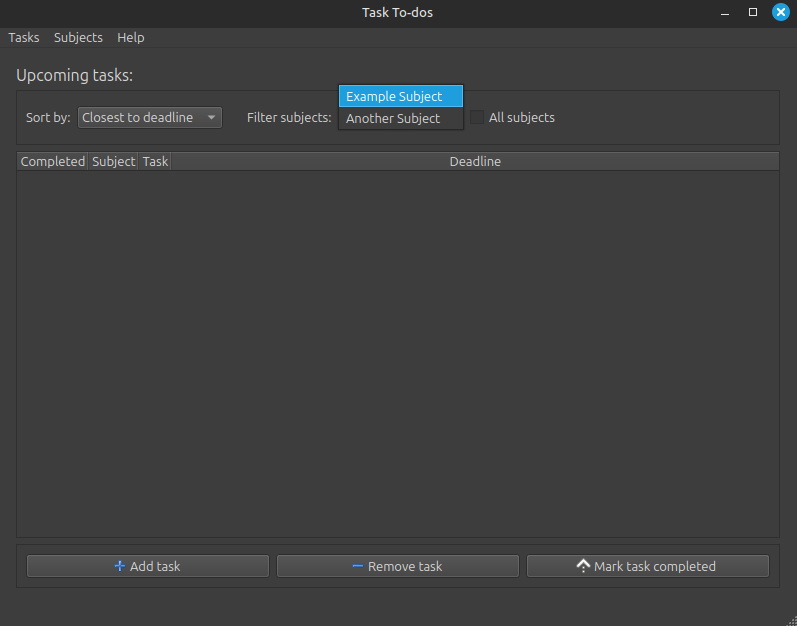 Task To-dos
Tasks Subjects Help
Upcoming tasks:
Sort by: Closest to deadline Filter subjects: Example Subject All subjects
Another Subject
Completed Subject Task Deadline
Add task Remove task Mark task completed